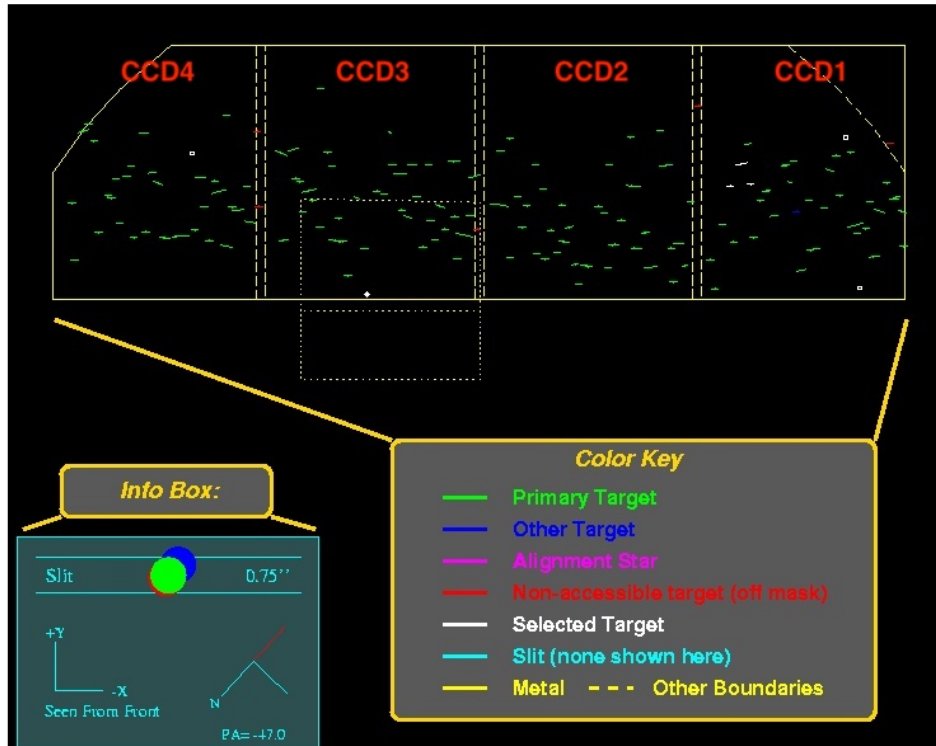 CCD4 CCD3 CCD2 CCD1
Color Key
Primary Target
Other Target
Alignment Star
Non-accessible target (off mask)
Selected Target
Slit (none shown here)
Metal Other Boundaries
Info Box:
Slit 0.75’’
+Y
-X
Seen From Front
N
PA= -47.0